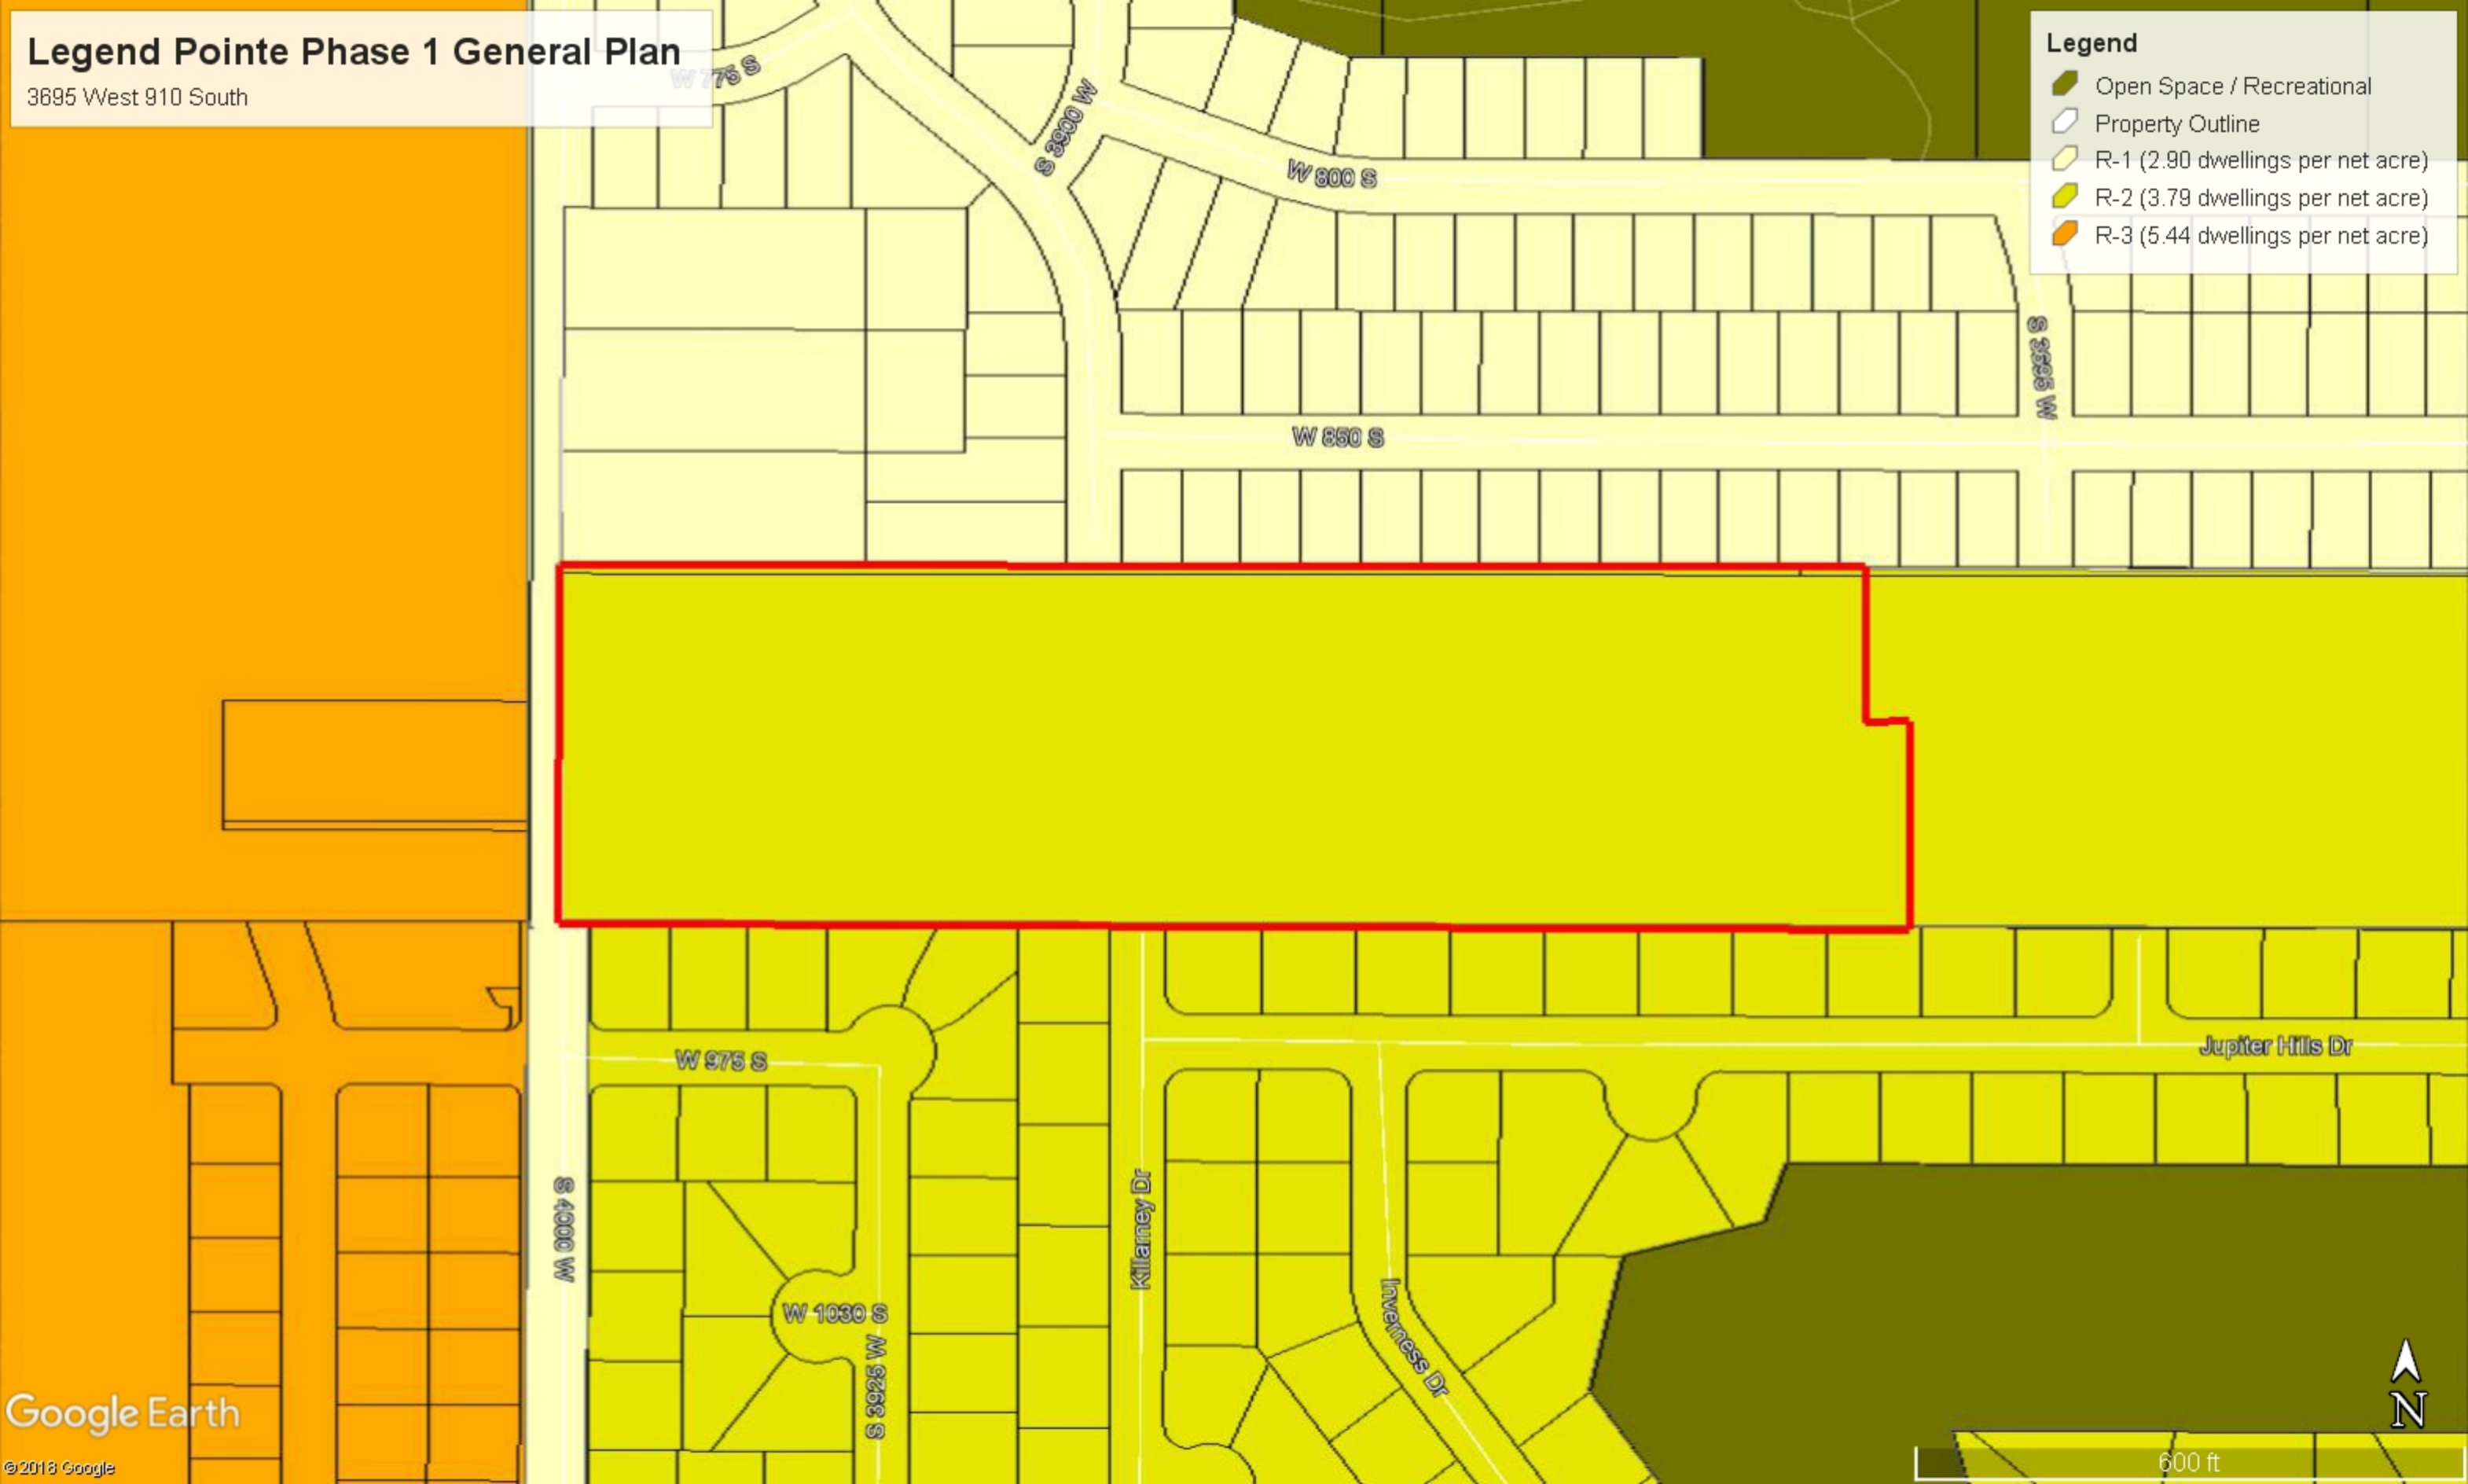 Legend Pointe Phase 1 General Plan
3695 West 910 South
Legend
Open Space / Recreational
Property Outline
R-1 (2.90 dwellings per net acre)
R-2 (3.79 dwellings per net acre)
R-3 (5.44 dwellings per net acre)
W 775 S
S 3900 W
W 800 S
S 3685 W
W 850 S
W 975 S
Jupiter Hills Dr
S 4000 W
Killarney Dr
W 1030 S
S 3925 W
Inverness Dr
N
Google Earth
©2018 Google
600 ft